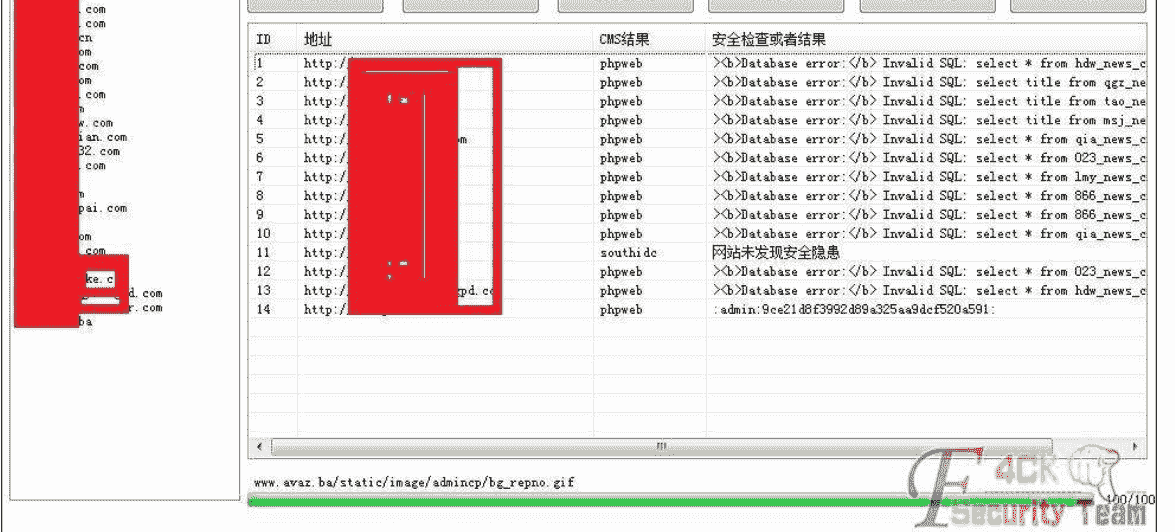 .com
.com
cn
om
.com
om
.com
w.com
ian.com
32.com
.com
pai.com
om
.com
ke.c
d.com
r.com
ba
ID 地址 CMS结果 安全检查或者结果
1 http:/ phpweb ><b>Database error:</b> Invalid SQL: select * from hdw_news_c
2 http:/ phpweb ><b>Database error:</b> Invalid SQL: select title from qgz_ne
3 http:/ phpweb ><b>Database error:</b> Invalid SQL: select title from tao_ne
4 http:/ phpweb ><b>Database error:</b> Invalid SQL: select title from msj_ne
5 http:/ om phpweb ><b>Database error:</b> Invalid SQL: select * from qia_news_c
6 http:/ phpweb ><b>Database error:</b> Invalid SQL: select * from 023_news_c
7 http:/ phpweb ><b>Database error:</b> Invalid SQL: select * from lmy_news_c
8 http:/ phpweb ><b>Database error:</b> Invalid SQL: select * from 866_news_c
9 http:/ phpweb ><b>Database error:</b> Invalid SQL: select * from 866_news_c
10 http:/ phpweb ><b>Database error:</b> Invalid SQL: select * from qia_news_c
11 http:/ southidc 网站未发现安全隐患
12 http:/ phpweb ><b>Database error:</b> Invalid SQL: select * from 023_news_c
13 http:/ phpweb ><b>Database error:</b> Invalid SQL: select * from hdw_news_c
14 http:/ phpweb :admin:9ce21d8f3992d89a325aa9dcf520a591:
www.avaz.ba/static/image/admincp/bg_repno.gif
100/100
F4CK
Security Team